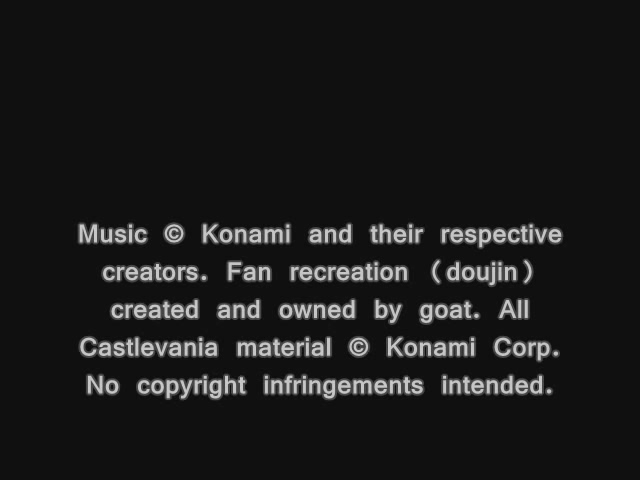 Music © Konami and their respective
creators. Fan recreation (doujin)
created and owned by goat. All
Castlevania material © Konami Corp.
No copyright infringements intended.